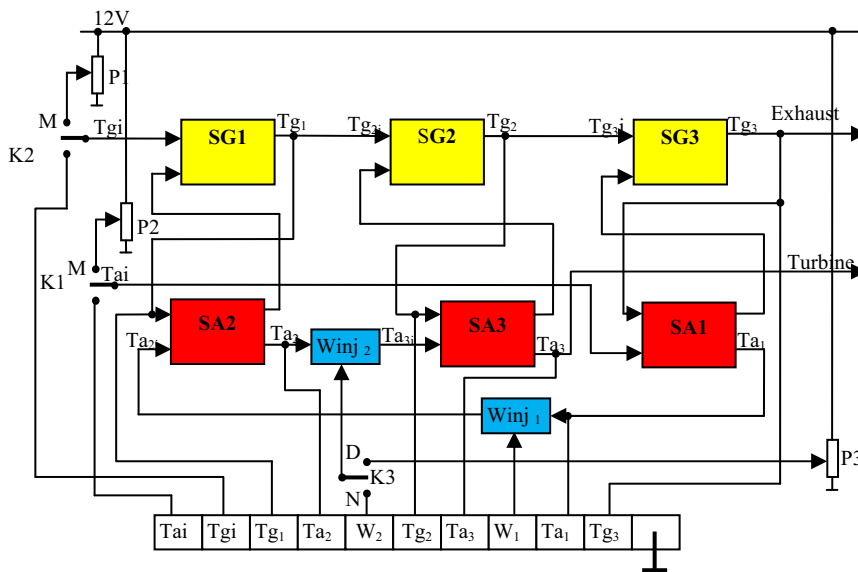 12V
P1
M
Tgi
K2
SG1
Tg1
Tg2i
SG2
Tg2
Tg3i
SG3
Tg3
Exhaust
P2
M
K1
Tai
Turbine
SA2
Ta2i
Ta2
Winj 2
Ta3i
SA3
Ta3
SA1
Ta1
Winj 1
D
K3
N
P3
Tai Tgi Tg1 Ta2 W2 Tg2 Ta3 W1 Ta1 Tg3